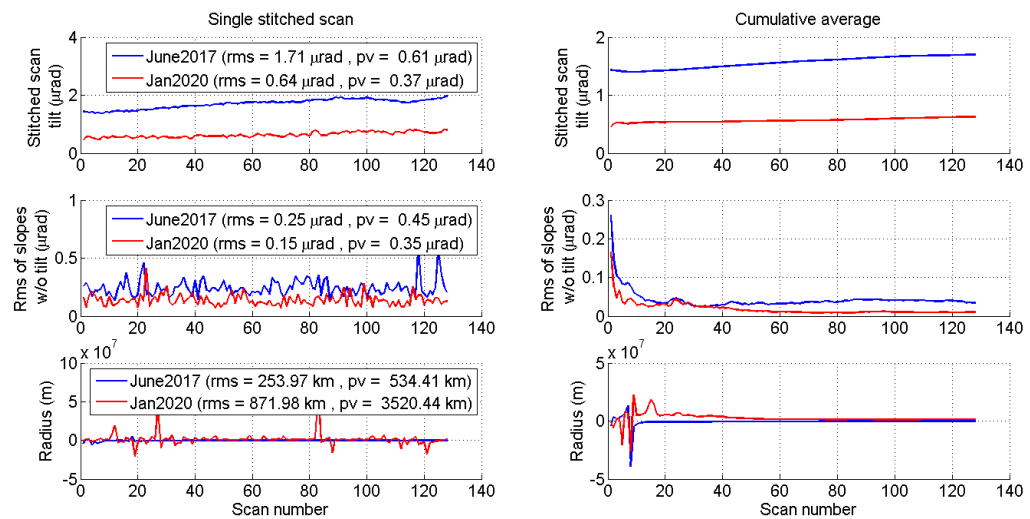 Single stitched scan
Stitched scan
tilt (μrad)
4
2
0
June2017 (rms = 1.71 μrad , pv =  0.61 μrad)
Jan2020 (rms = 0.64 μrad , pv =  0.37 μrad)
0 20 40 60 80 100 120 140
Cumulative average
Stitched scan
tilt (μrad)
2
1
0
0 20 40 60 80 100 120 140
Rms of slopes
w/o tilt (μrad)
1
0.5
0
June2017 (rms = 0.25 μrad , pv =  0.45 μrad)
Jan2020 (rms = 0.15 μrad , pv =  0.35 μrad)
0 20 40 60 80 100 120 140
Rms of slopes
w/o tilt (μrad)
0.3
0.2
0.1
0
0 20 40 60 80 100 120 140
x 10^7
Radius (m)
10
5
0
-5
June2017 (rms = 253.97 km , pv =  534.41 km)
Jan2020 (rms = 871.98 km , pv =  3520.44 km)
0 20 40 60 80 100 120 140
Scan number
x 10^7
Radius (m)
5
0
-5
0 20 40 60 80 100 120 140
Scan number